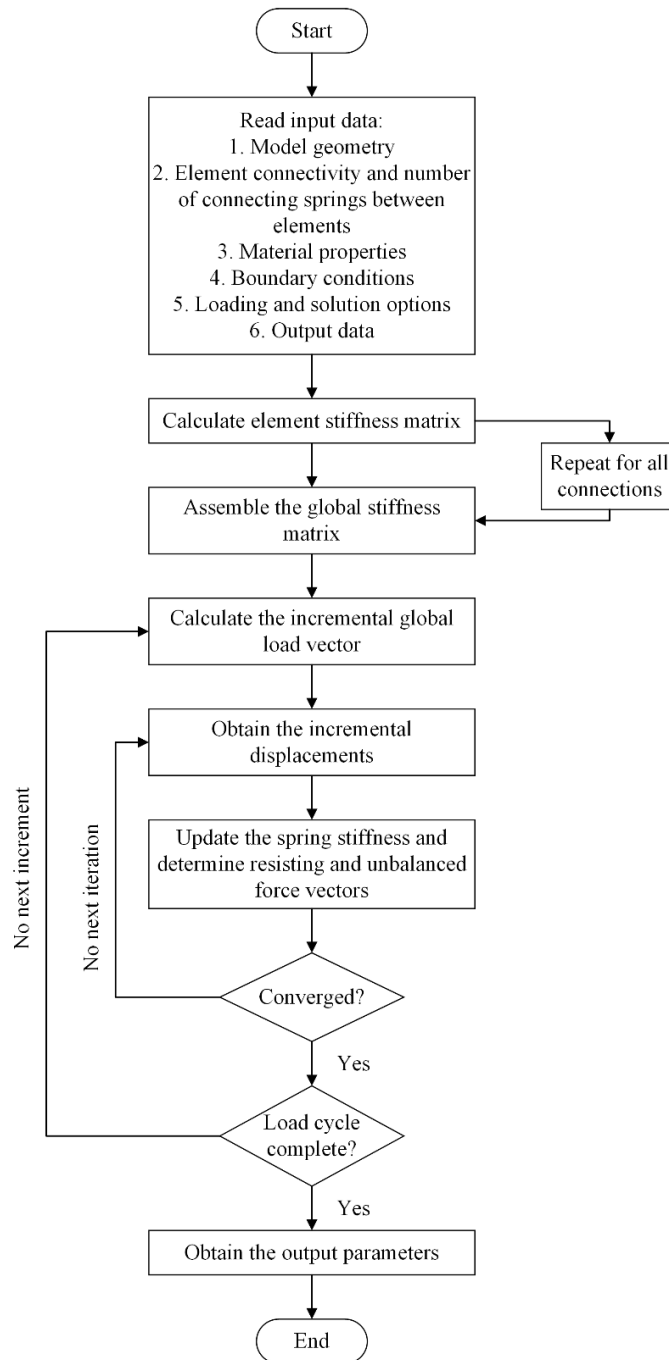 Start
Read input data:
1. Model geometry
2. Element connectivity and number
of connecting springs between
elements
3. Material properties
4. Boundary conditions
5. Loading and solution options
6. Output data
Calculate element stiffness matrix
Repeat for all
connections
Assemble the global stiffness
matrix
Calculate the incremental global
load vector
Obtain the incremental
displacements
Update the spring stiffness and
determine resisting and unbalanced
force vectors
No next increment
No next iteration
Converged?
Yes
Load cycle
complete?
Yes
Obtain the output parameters
End